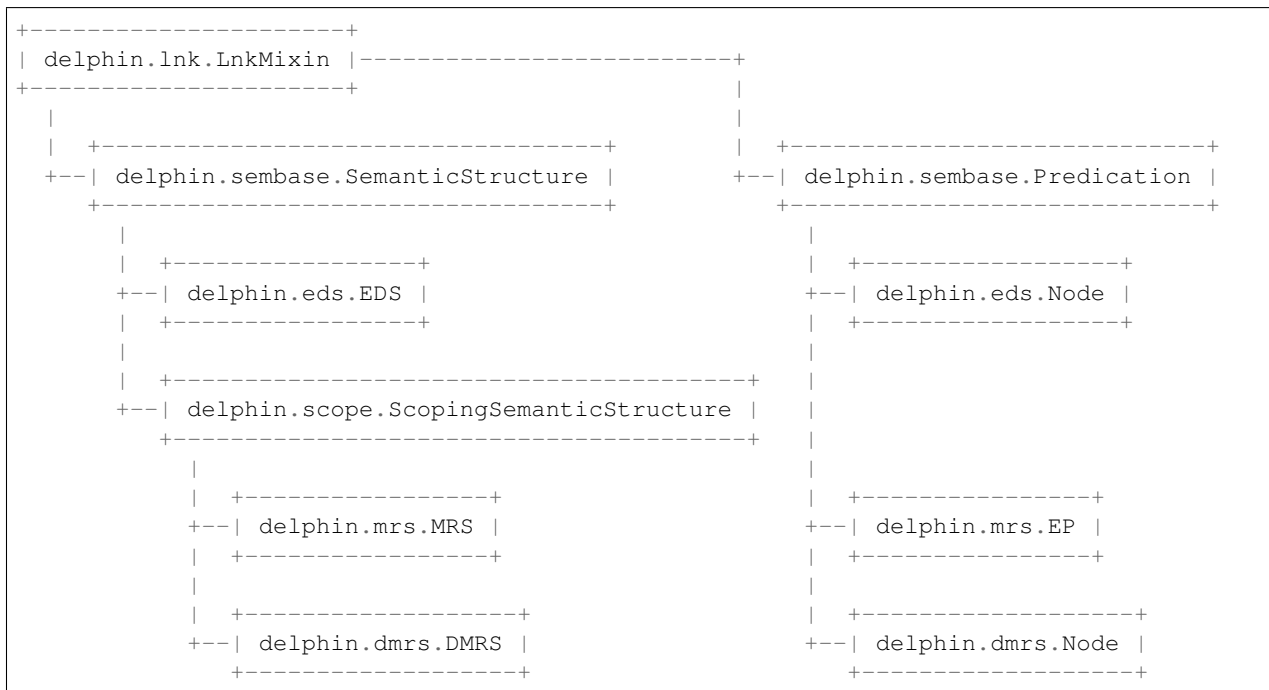 +----------------------+
| delphin.lnk.LnkMixin |--------------------------+
+----------------------+                          |
  |                                               |
  |  +-----------------------------------+        |  +-----------------------------+
  +--| delphin.sembase.SemanticStructure |        +--| delphin.sembase.Predication |
     +-----------------------------------+           +-----------------------------+
       |                                               |
       |  +-----------------+                          |  +------------------+
       +--| delphin.eds.EDS |                          +--| delphin.eds.Node |
       |  +-----------------+                          |  +------------------+
       |                                               |
       |  +----------------------------------------+   |
       +--| delphin.scope.ScopingSemanticStructure |   |
          +----------------------------------------+   |
            |                                          |
            |  +-----------------+                     |  +----------------+
            +--| delphin.mrs.MRS |                     +--| delphin.mrs.EP |
            |  +-----------------+                     |  +----------------+
            |                                          |
            |  +-------------------+                   |  +-------------------+
            +--| delphin.dmrs.DMRS |                   +--| delphin.dmrs.Node |
               +-------------------+                      +-------------------+